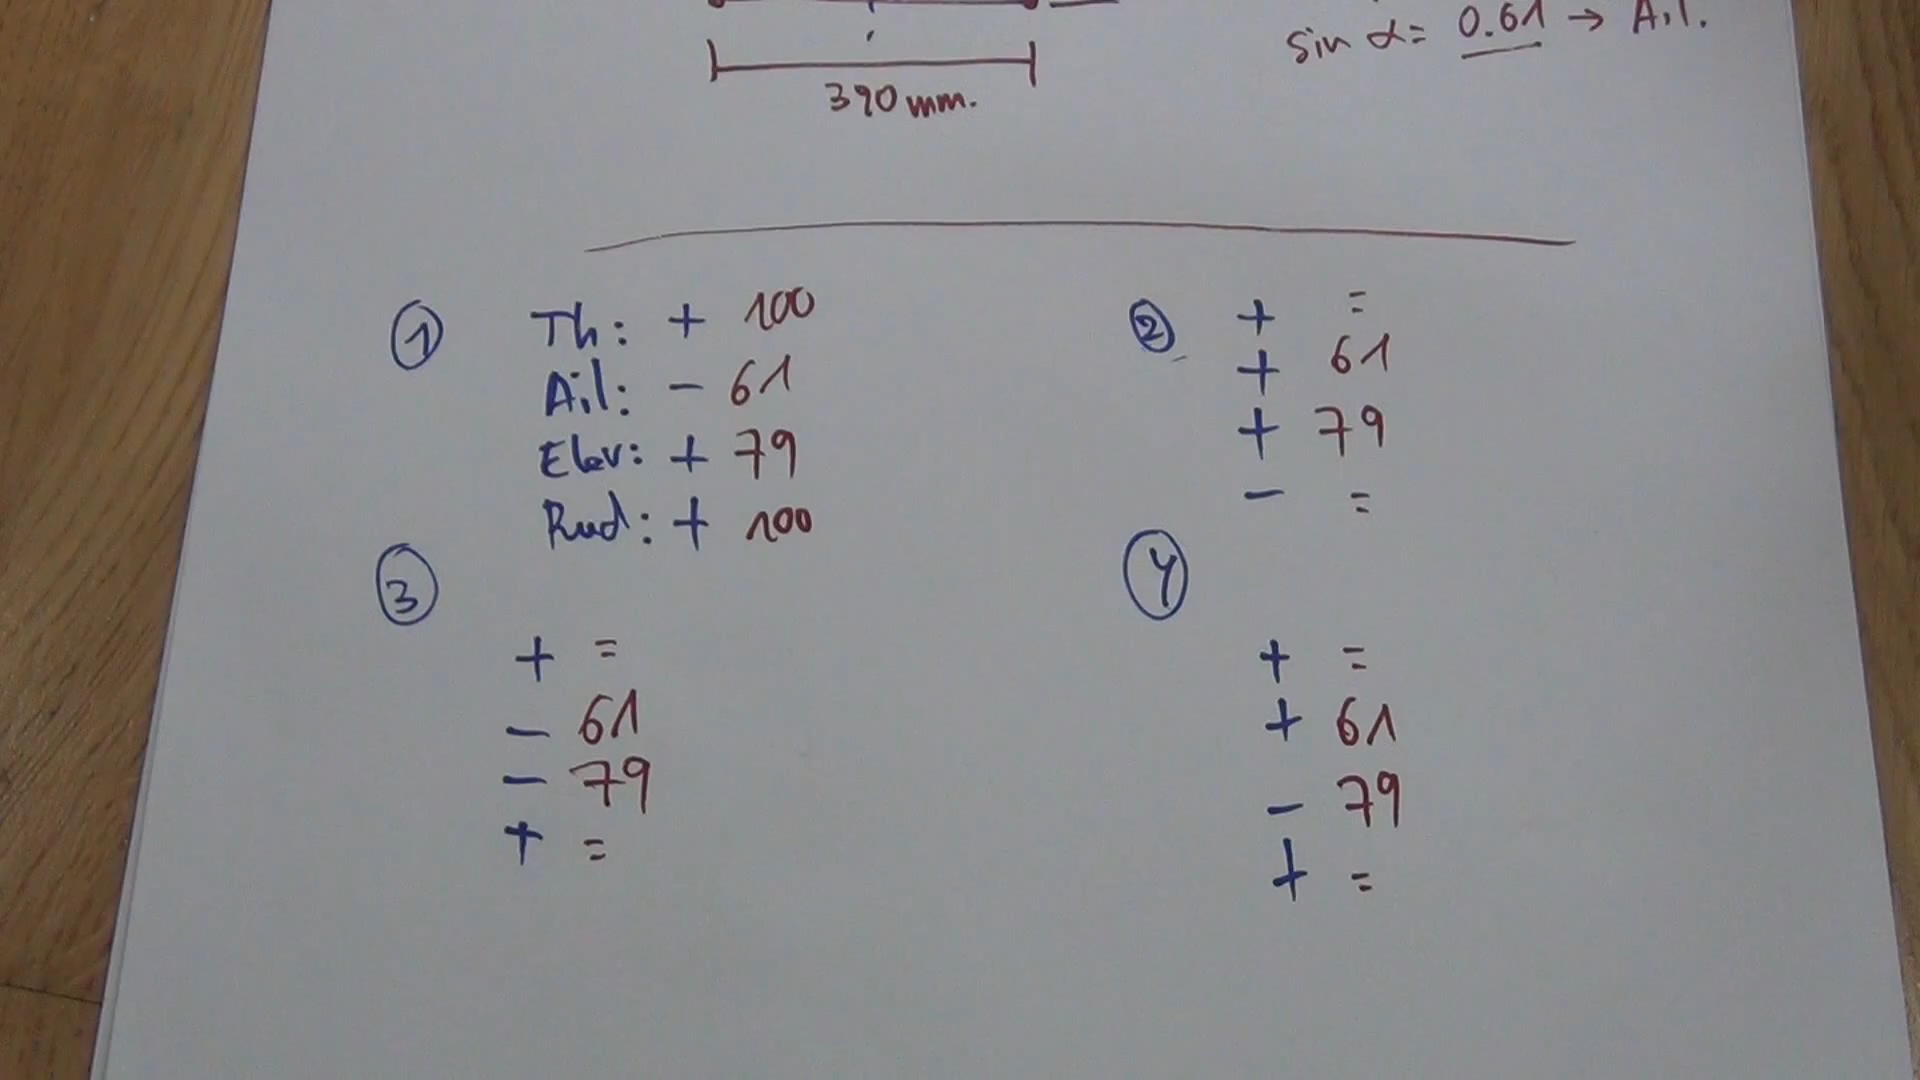 sin α = 0.61 → Ail.
390 mm.
① Th: + 100
Ail: - 61
Elev: + 79
Rud: + 100
② + =
+ 61
+ 79
- =
③
+ =
- 61
- 79
+ =
④
+ =
+ 61
- 79
+ =